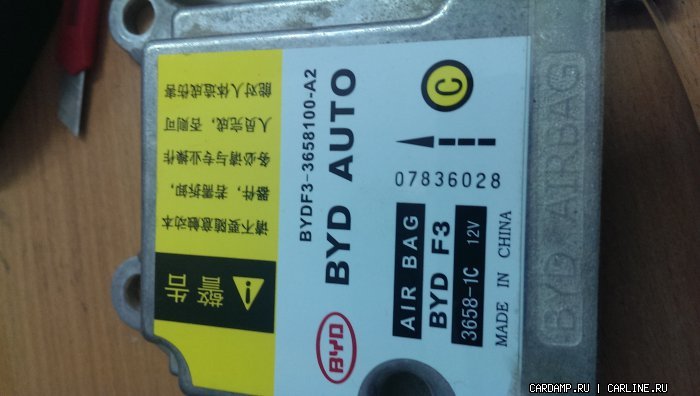 警告
请不要随意触动本
器件，若需拆卸，
务必请与专业操作
人员完成，否则可
能对人体造成伤害
BYDF3-3658100-A2
BYD AUTO
BYD
C
07836028
AIR BAG
BYD F3
3658-1C 12V
MADE IN CHINA
BYD AIRBAG
CARDAMP.RU | CARLINE.RU